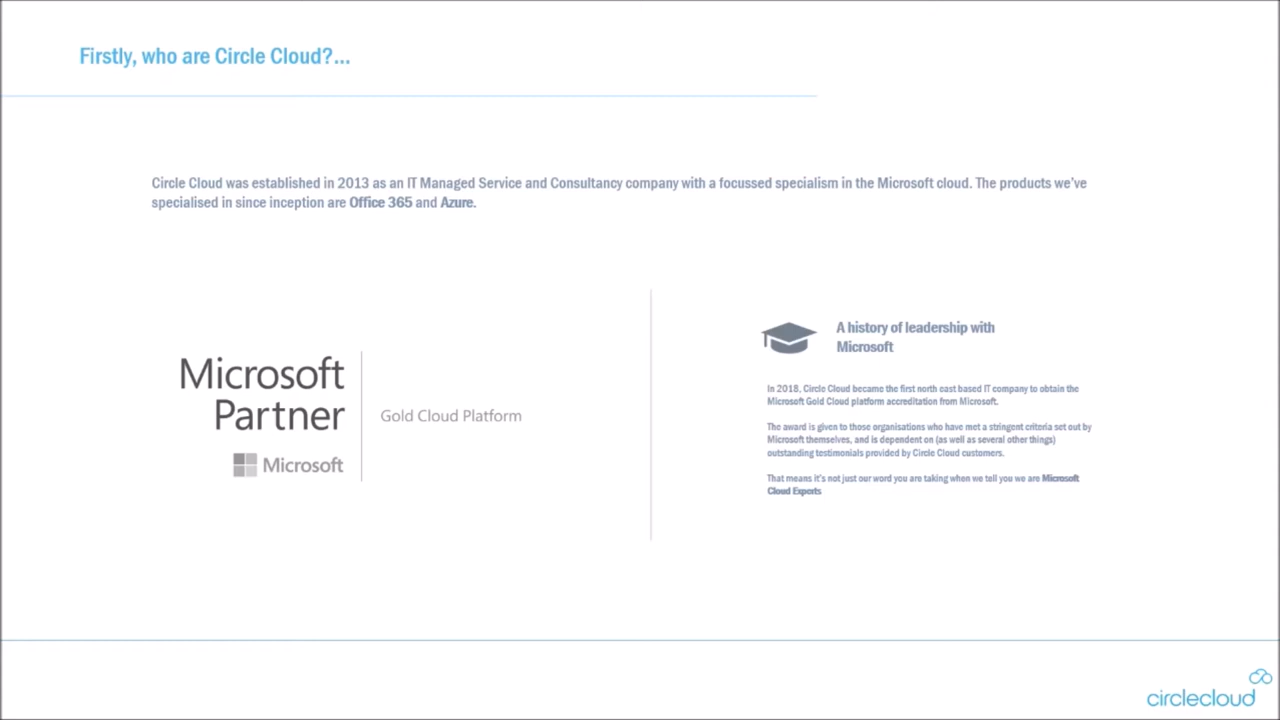 Firstly, who are Circle Cloud?...
Circle Cloud was established in 2013 as an IT Managed Service and Consultancy company with a focussed specialism in the Microsoft cloud. The products we've
specialised in since inception are Office 365 and Azure.
Microsoft
Partner
Gold Cloud Platform
Microsoft
A history of leadership with
Microsoft
In 2018, Circle Cloud became the first north east based IT company to obtain the
Microsoft Gold Cloud platform accreditation from Microsoft.
The award is given to those organisations who have met a stringent criteria set out by
Microsoft themselves, and is dependent on (as well as several other things)
outstanding testimonials provided by Circle Cloud customers.
That means it's not just our word you are taking when we tell you we are Microsoft
Cloud Experts
circlecloud